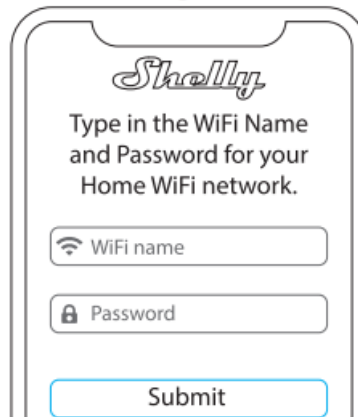 Shelly
Type in the WiFi Name
and Password for your
Home WiFi network.
WiFi name
Password
Submit